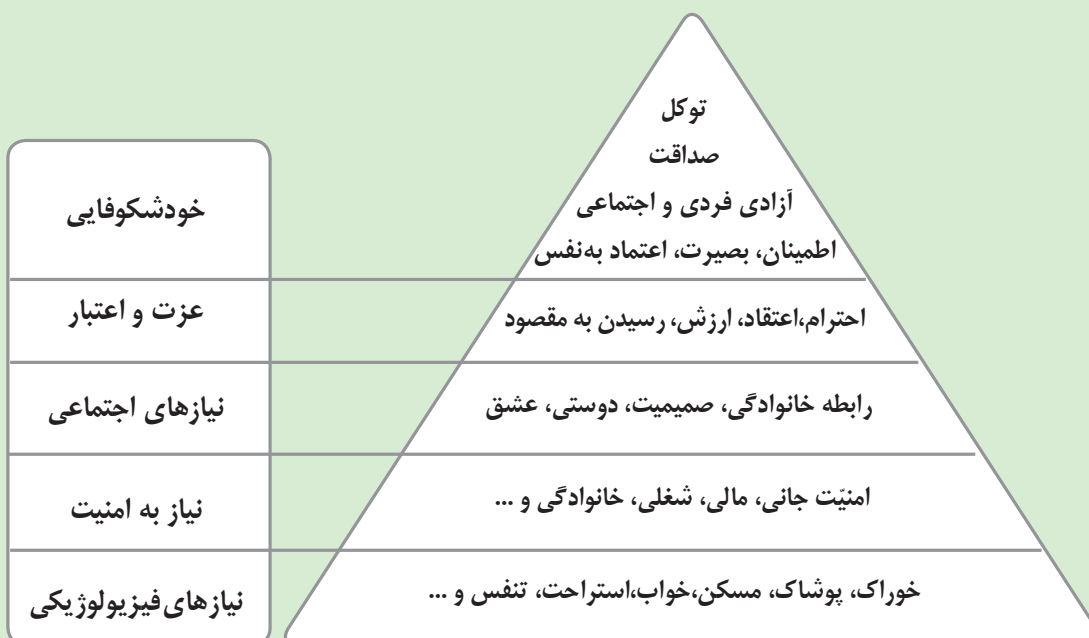 توکل
صداقت
آزادی فردی و اجتماعی
اطمینان، بصیرت، اعتماد به‌نفس
خودشکوفایی
احترام،اعتقاد، ارزش، رسیدن به مقصود
عزت و اعتبار
رابطه خانوادگی، صمیمیت، دوستی، عشق
نیازهای اجتماعی
امنیّت جانی، مالی، شغلی، خانوادگی و ...
نیاز به امنیت
خوراک، پوشاک، مسکن،خواب،استراحت، تنفس و ...
نیازهای فیزیولوژیکی